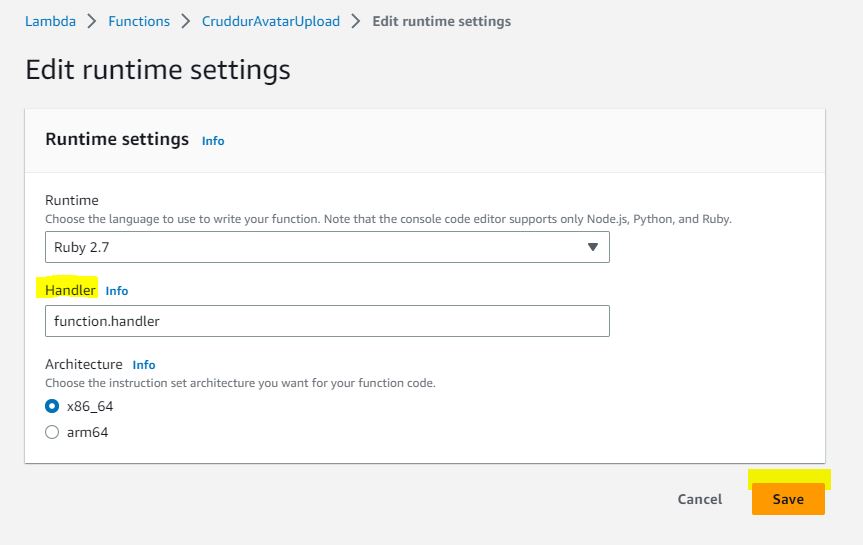 Lambda > Functions > CruddurAvatarUpload > Edit runtime settings
Edit runtime settings
Runtime settings Info
Runtime
Choose the language to use to write your function. Note that the console code editor supports only Node.js, Python, and Ruby.
Ruby 2.7
Handler Info
function.handler
Architecture Info
Choose the instruction set architecture you want for your function code.
x86_64
arm64
Cancel Save